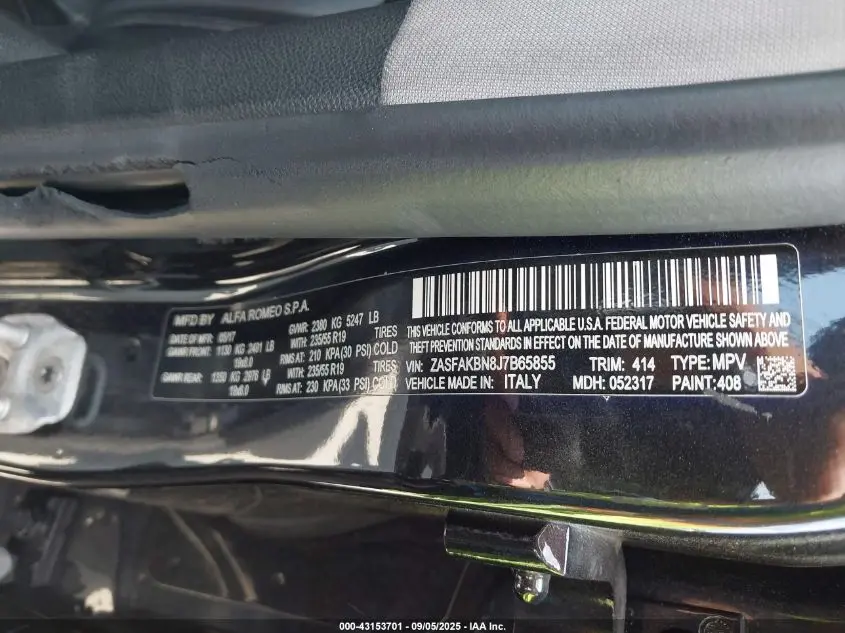 MFD BY ALFA ROMEO S.P.A.
DATE OF MFR: 05/17 GVWR: 2380 KG 5247 LB
GAWR FRONT: 1130 KG 2491 LB WITH: 235/55 R19 TIRES
19x8.0 RIMS AT: 210 KPA(30 PSI) COLD
GAWR REAR: 1350 KG 2976 LB WITH: 235/55 R19 TIRES
RIMS AT: 230 KPA (33 PSI) COLD
THIS VEHICLE CONFORMS TO ALL APPLICABLE U.S.A. FEDERAL MOTOR VEHICLE SAFETY AND
THEFT PREVENTION STANDARDS IN EFFECT ON THE DATE OF MANUFACTURE SHOWN ABOVE
VIN: ZASFAKBN8J7B65855 TRIM: 414 TYPE: MPV
VEHICLE MADE IN: ITALY MDH: 052317 PAINT: 408
000-43153701 - 09/05/2025 - IAA Inc.